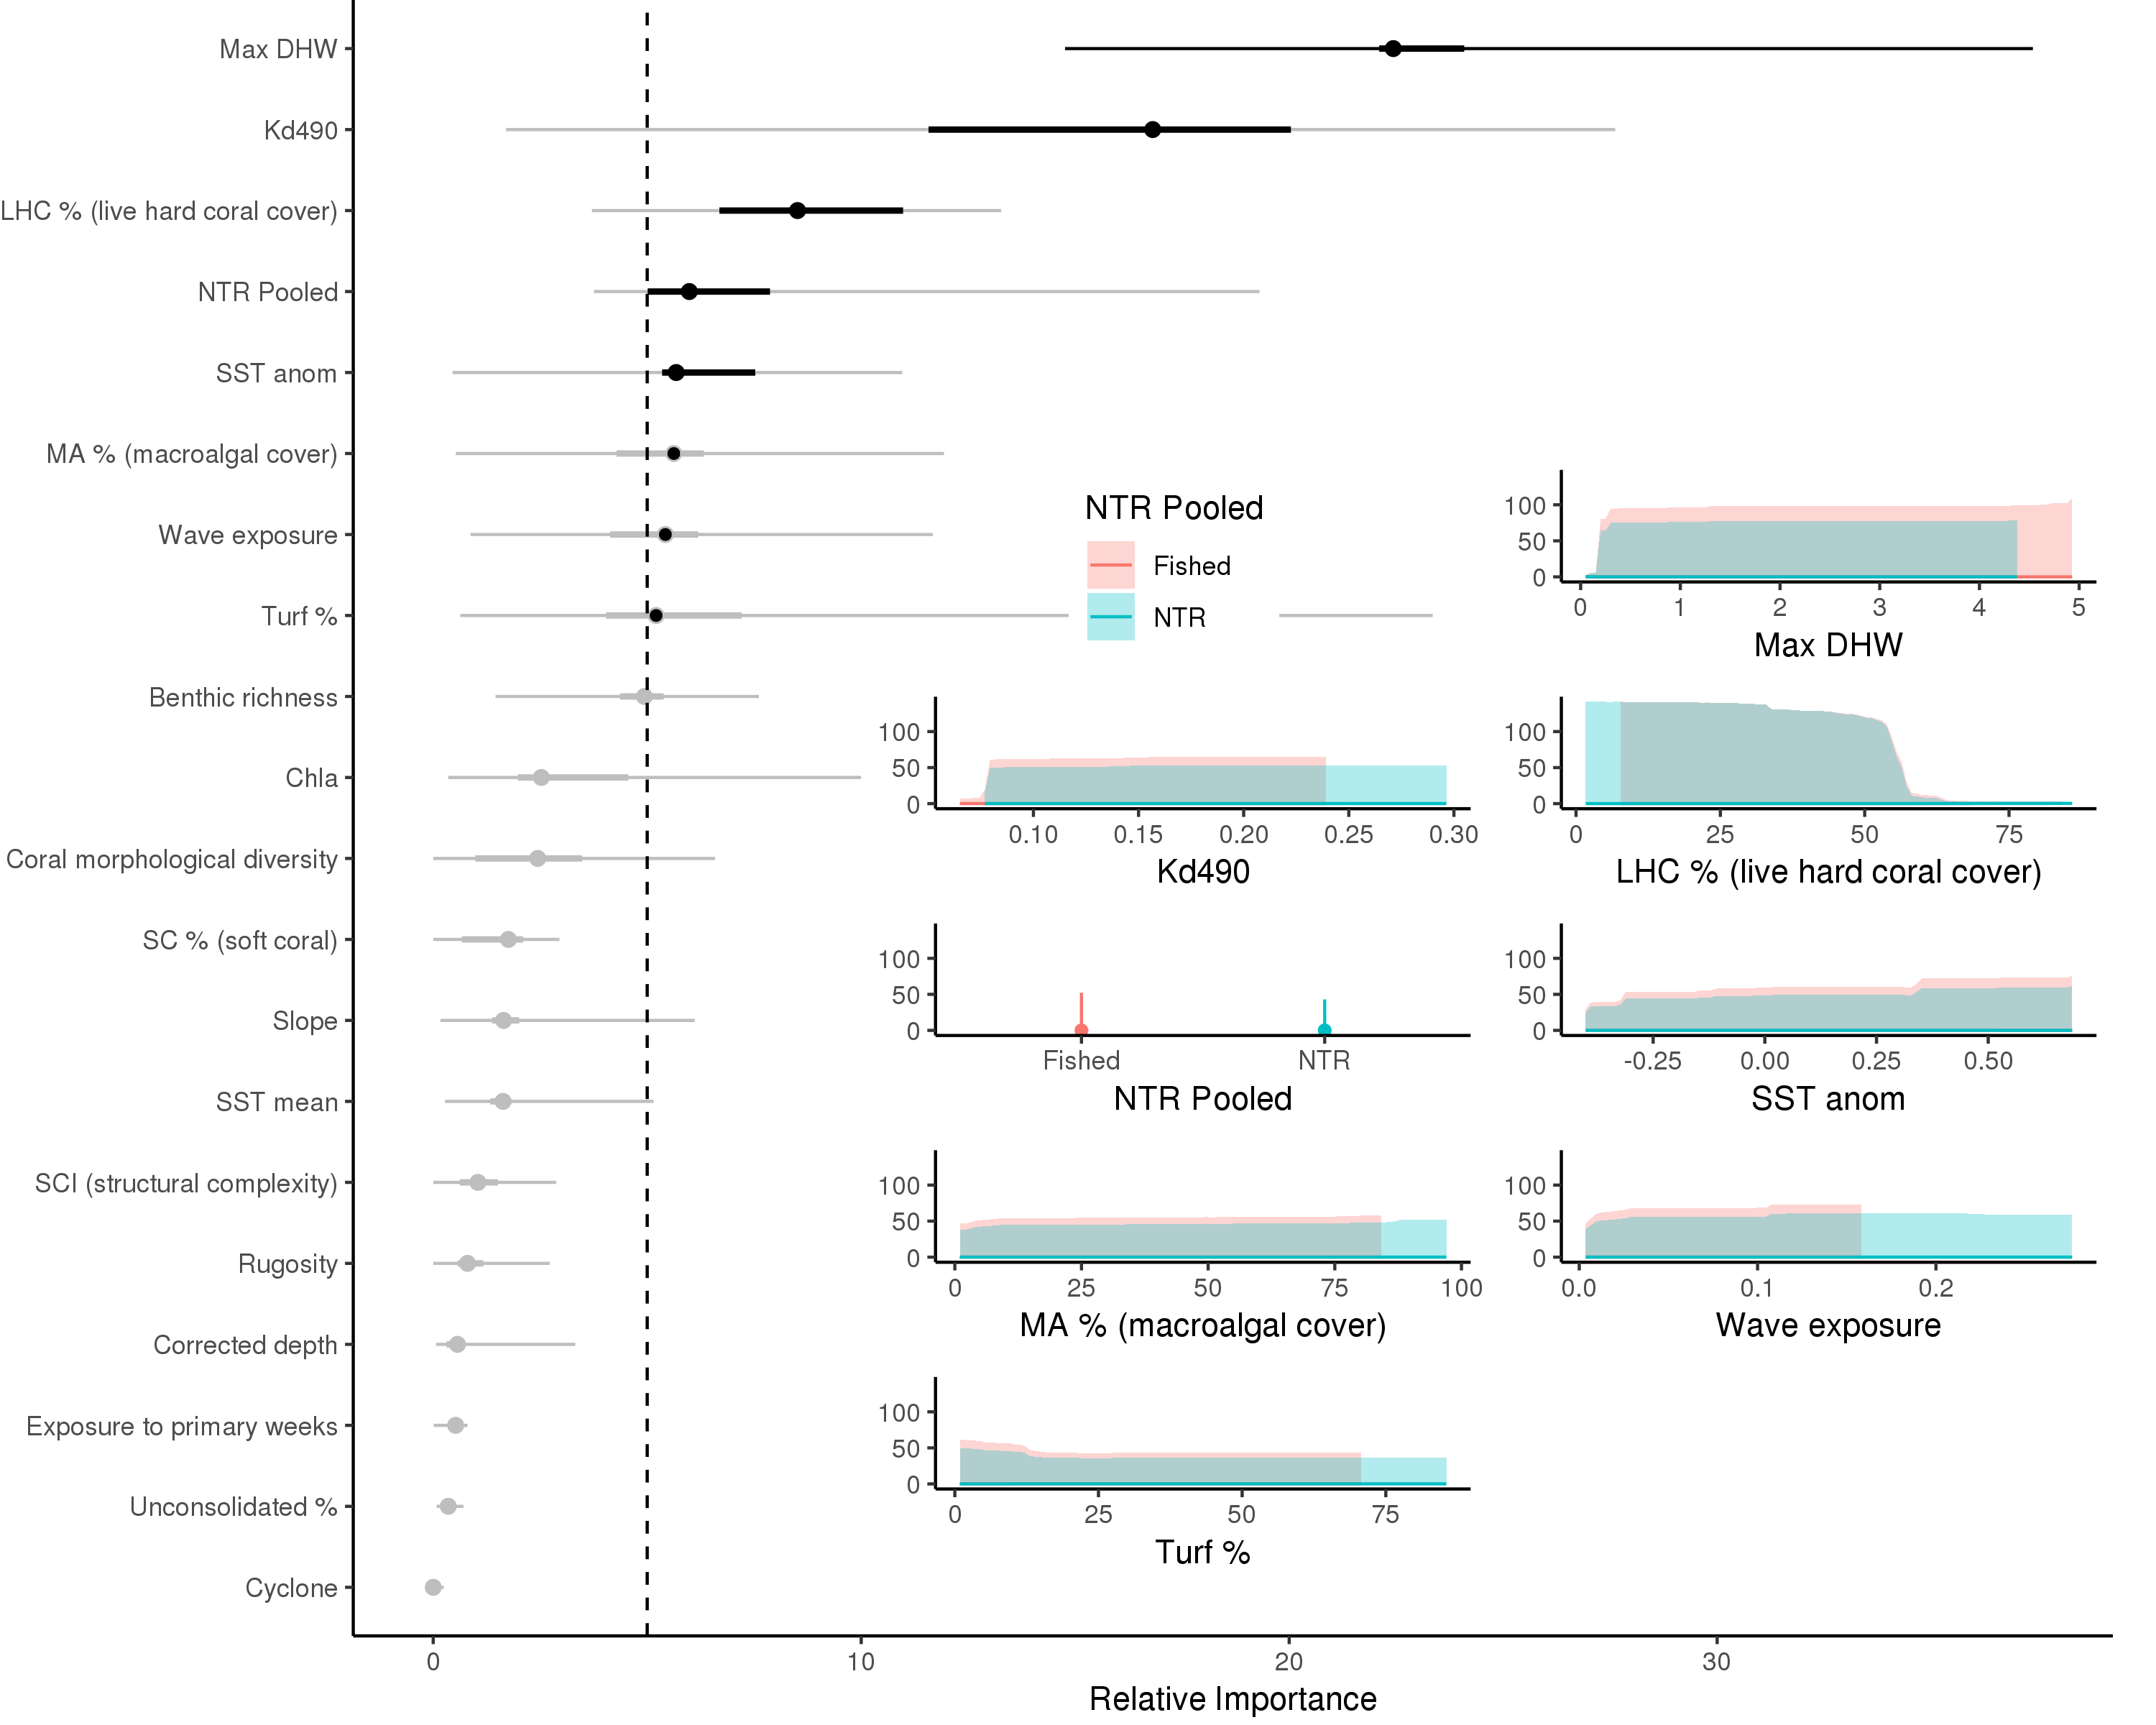 Max DHW
Kd490
LHC % (live hard coral cover)
NTR Pooled
SST anom
MA % (macroalgal cover)
Wave exposure
Turf %
Benthic richness
Chla
Coral morphological diversity
SC % (soft coral)
Slope
SST mean
SCI (structural complexity)
Rugosity
Corrected depth
Exposure to primary weeks
Unconsolidated %
Cyclone
0 10 20 30
Relative Importance
NTR Pooled
Fished
NTR
100
50
0
0 1 2 3 4 5
Max DHW
100
50
0
0.10 0.15 0.20 0.25 0.30
Kd490
100
50
0
0 25 50 75
LHC % (live hard coral cover)
100
50
0
Fished NTR
NTR Pooled
100
50
0
-0.25 0.00 0.25 0.50
SST anom
100
50
0
0 25 50 75 100
MA % (macroalgal cover)
100
50
0
0.0 0.1 0.2
Wave exposure
100
50
0
0 25 50 75
Turf %